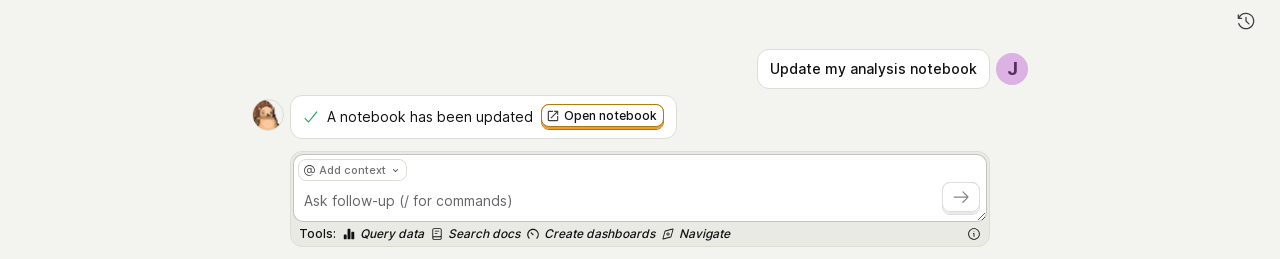 Update my analysis notebook
J
A notebook has been updated
Open notebook
@ Add context
Ask follow-up (/ for commands)
Tools: Query data Search docs Create dashboards Navigate